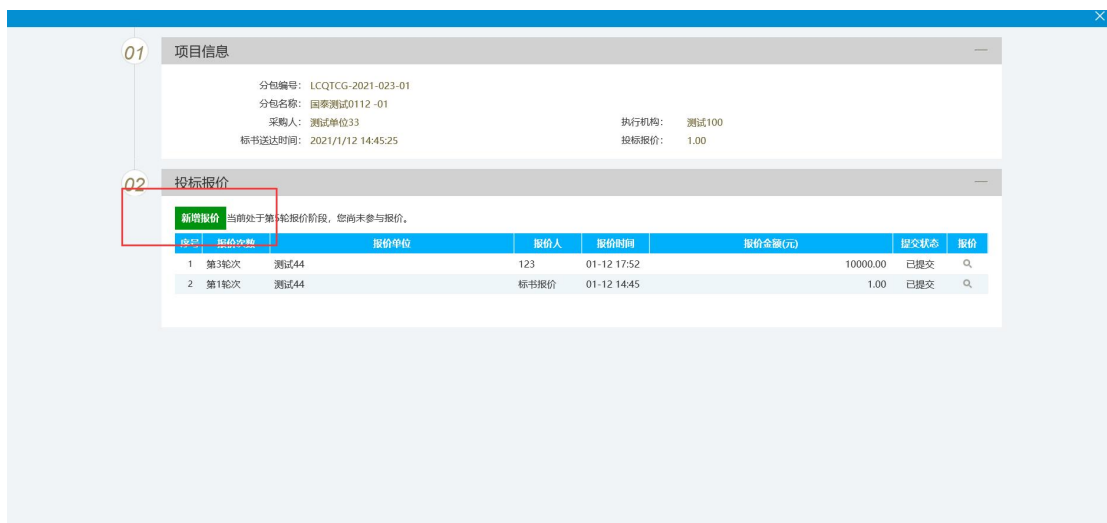 01 项目信息
分包编号: LCQTCG-2021-023-01
分包名称: 国泰测试0112 -01
采购人: 测试单位33 执行机构: 测试100
标书送达时间: 2021/1/12 14:45:25 投标报价: 1.00
02 投标报价
新增报价 当前处于第5轮报价阶段，您尚未参与报价。
序号 报价次数 报价单位 报价人 报价时间 报价金额(元) 提交状态 报价
1 第3轮次 测试44 123 01-12 17:52 10000.00 已提交
2 第1轮次 测试44 标书报价 01-12 14:45 1.00 已提交